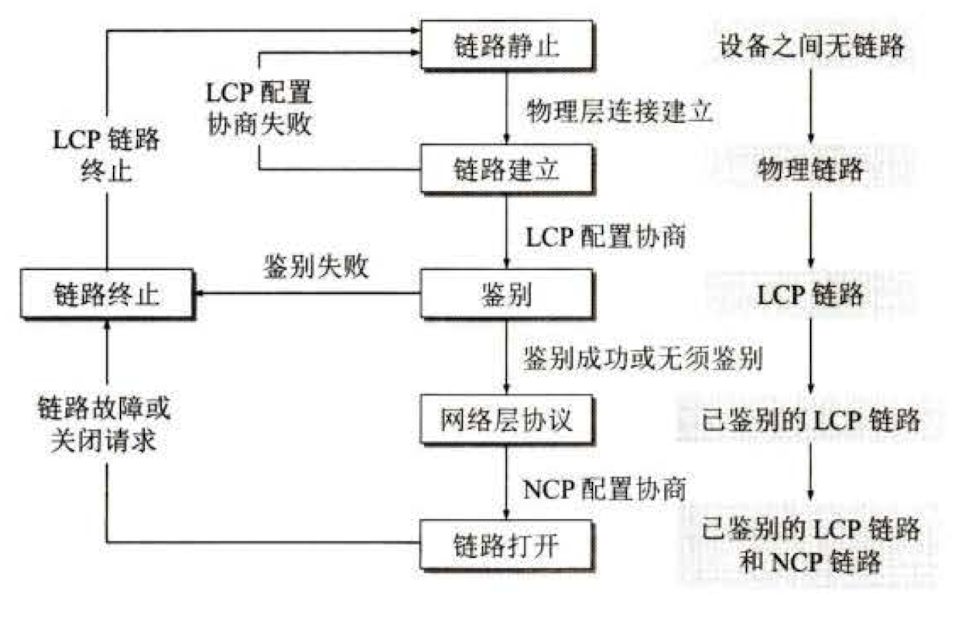 链路静止
设备之间无链路
LCP 配置
协商失败
物理层连接建立
LCP 链路
终止
链路建立
物理链路
LCP 配置协商
鉴别失败
链路终止
鉴别
LCP 链路
鉴别成功或无须鉴别
链路故障或
关闭请求
网络层协议
已鉴别的 LCP 链路
NCP 配置协商
链路打开
已鉴别的 LCP 链路
和 NCP 链路